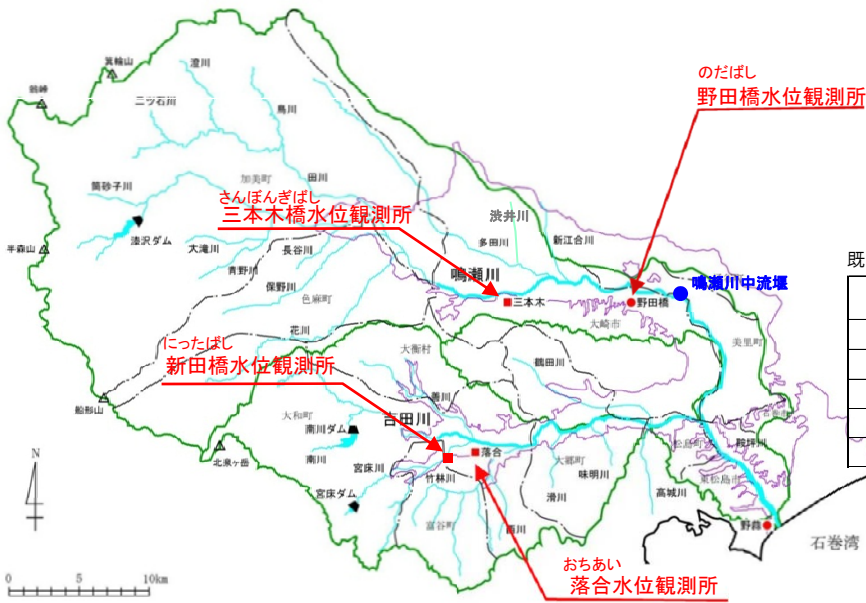 のだばし
野田橋水位観測所
さんぼんぎばし
三本木橋水位観測所
にったばし
新田橋水位観測所
おちあい
落合水位観測所
鳴瀬川中流堰
箕輪山
澄川
二ツ石川
鳥川
加美町
田川
筒砂子川
漆沢ダム
半森山
大滝川
青野川
長谷川
保野川
色麻町
花川
鳴瀬川
多田川
渋井川
新江合川
三本木
野田橋
大崎市
美里町
既
船形山
北泉ヶ岳
大和町
大衡村
善川
吉田川
鶴田川
南川ダム
南川
宮床川
宮床ダム
竹林川
落合
富谷町
西川
滑川
大郷町
味明川
松島町
鞍坪川
東松島市
高城川
野蒜
石巻湾
N
0 5 10km